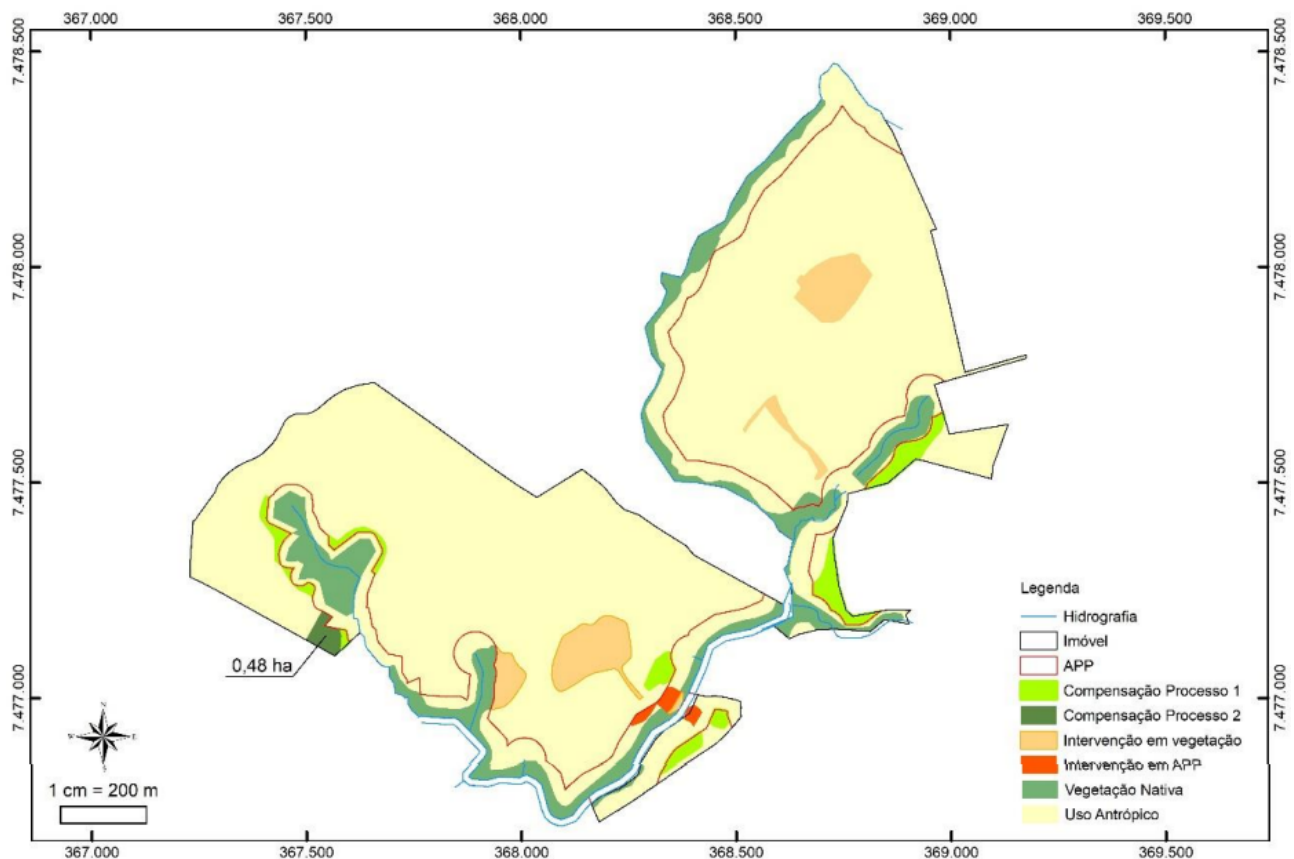 367.000 367.500 368.000 368.500 369.000 369.500
7.478.500 7.478.500
7.478.000 7.478.000
7.477.500 7.477.500
7.477.000 7.477.000
0,48 ha
N
E
S
1 cm = 200 m
Legenda
Hidrografia
Imóvel
APP
Compensação Processo 1
Compensação Processo 2
Intervenção em vegetação
Intervenção em APP
Vegetação Nativa
Uso Antrópico
367.000 367.500 368.000 368.500 369.000 369.500